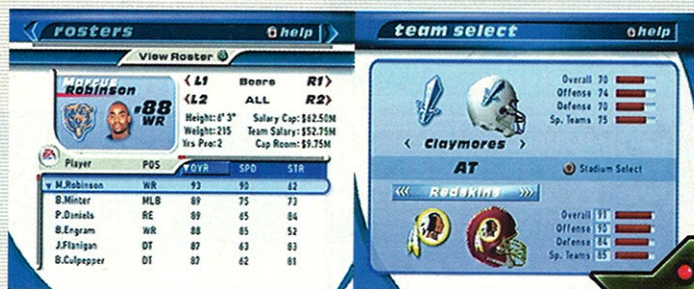 rosters
help
View Roster
Marcus
Robinson
#88
WR
L1 Bears R1
L2 ALL R2
Height: 6' 3" Salary Cap: $62.50M
Weight: 215 Team Salary: $52.75M
Yrs Pro: 2 Cap Room: $9.75M
EA
Player POS OVR SPD STR
M.Robinson WR 93 90 62
B.Minter MLB 89 75 73
P.Daniels RE 89 65 84
B.Engram WR 88 85 52
J.Flanigan DT 87 63 83
B.Culpepper DT 87 62 81
team select
help
Overall 70
Offense 74
Defense 70
Sp. Teams 75
Claymores
AT
Stadium Select
Redskins
Overall 91
Offense 90
Defense 84
Sp. Teams 85